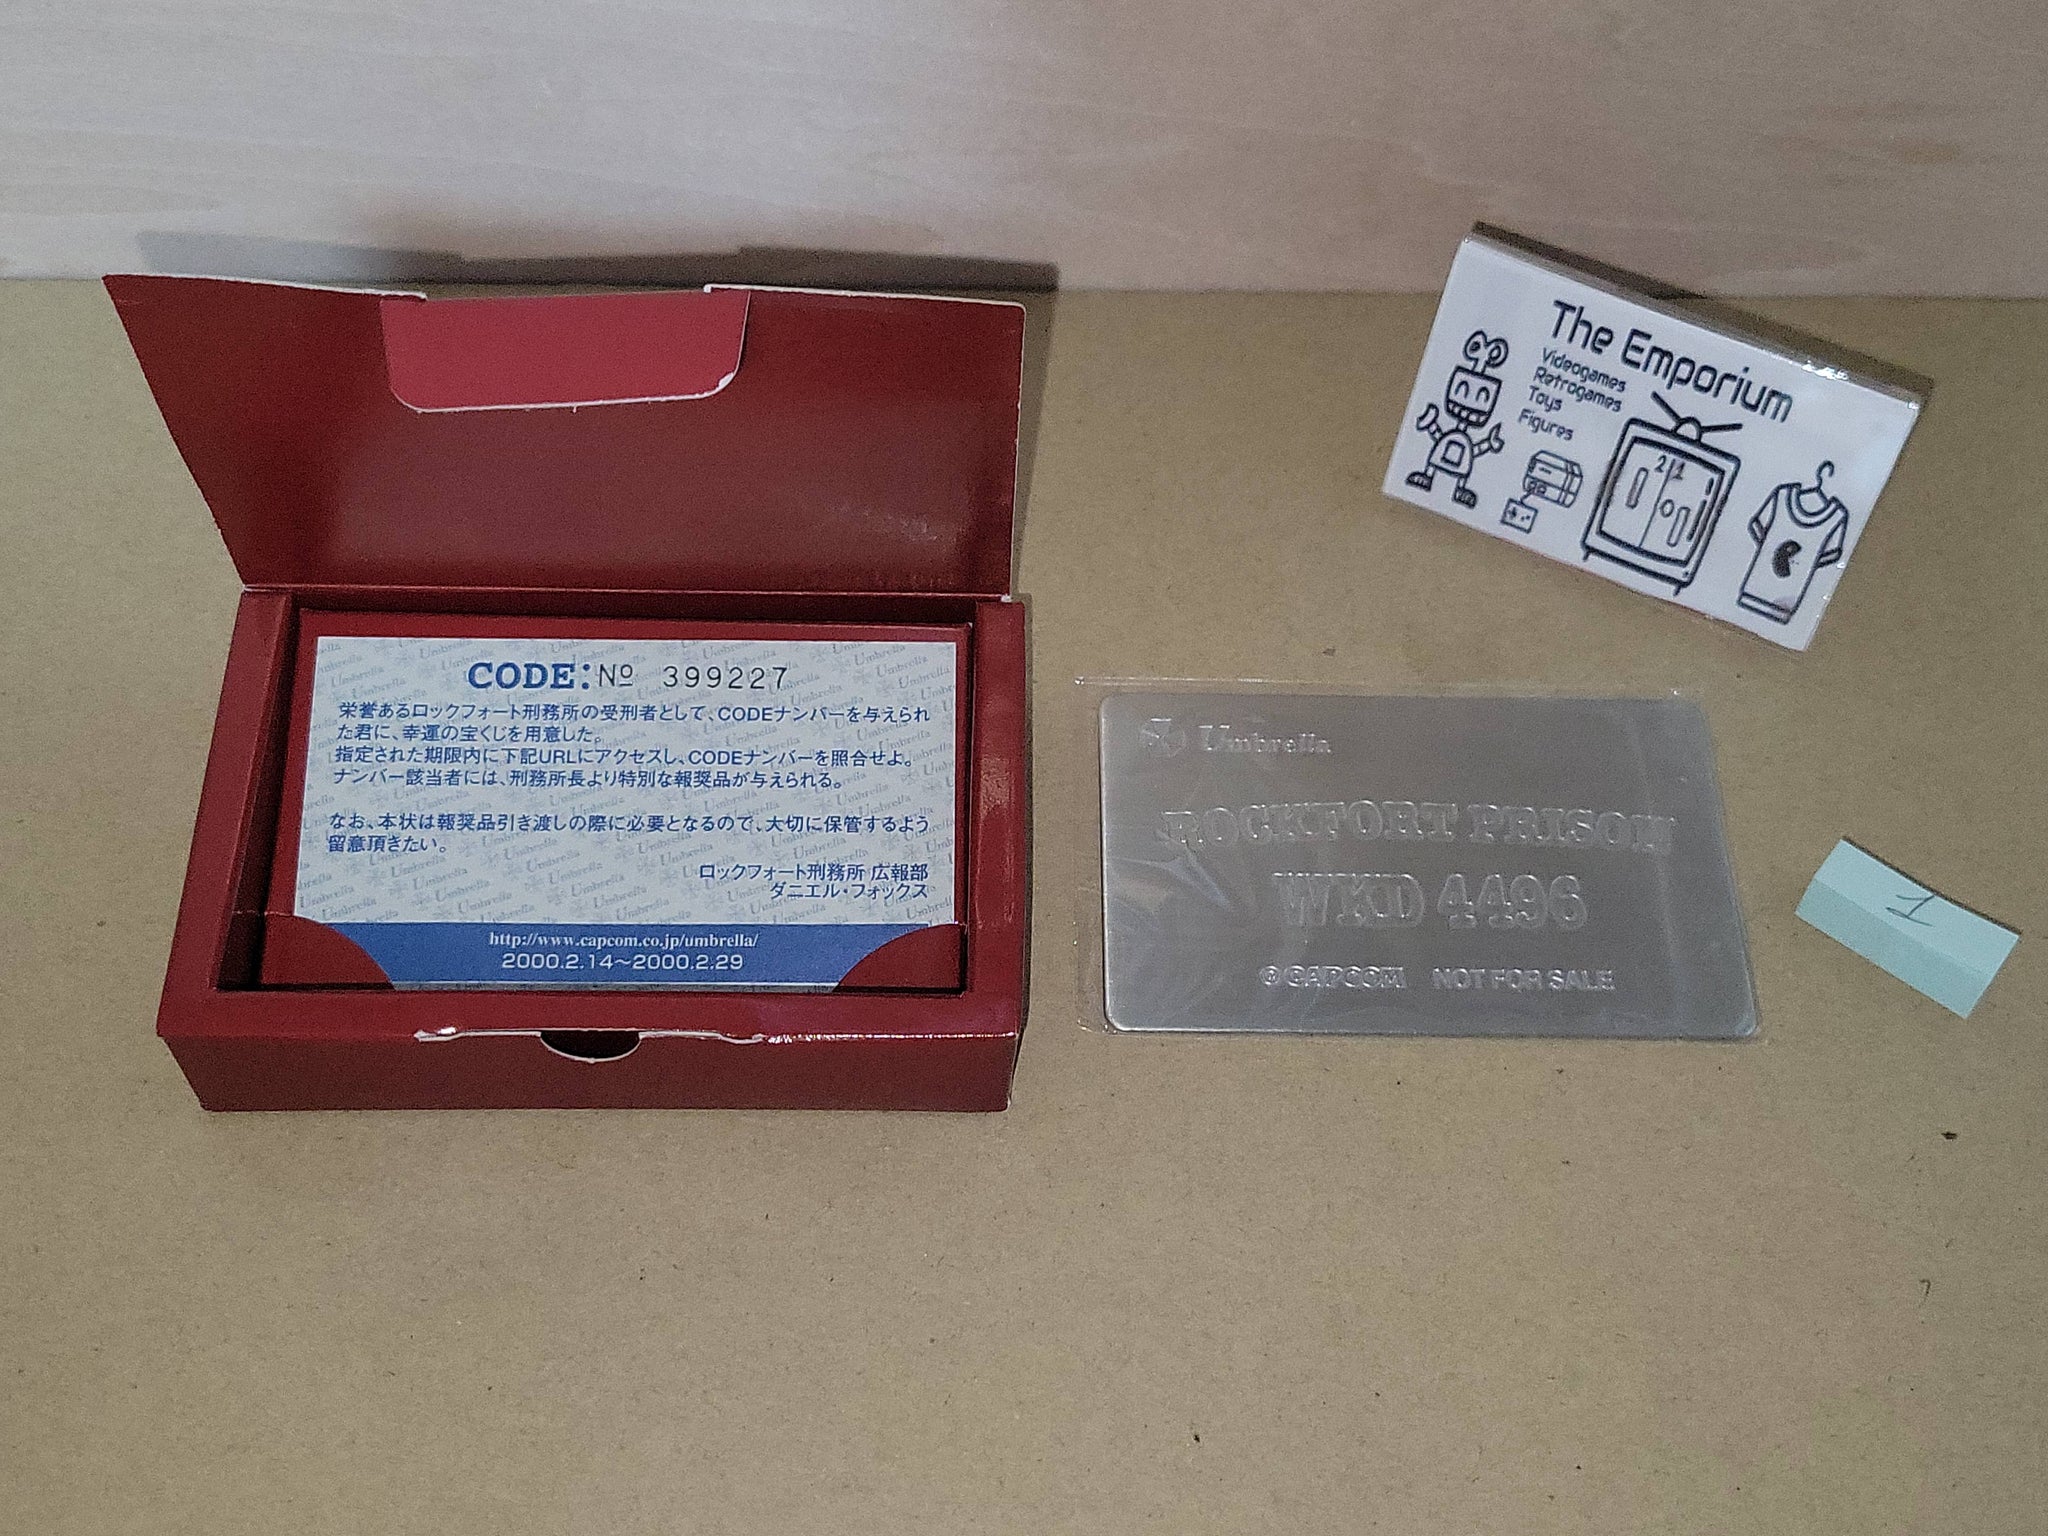 CODE:№ 399227
栄誉あるロックフォート刑務所の受刑者として、CODEナンバーを与えられ
た君に、幸運の宝くじを用意した。
指定された期限内に下記URLにアクセスし、CODEナンバーを照合せよ。
ナンバー該当者には、刑務所長より特別な報奨品が与えられる。
なお、本状は報奨品引き渡しの際に必要となるので、大切に保管するよう
留意頂きたい。
ロックフォート刑務所 広報部
ダニエル・フォックス
http://www.capcom.co.jp/umbrella/
2000.2.14～2000.2.29
Umbrella
ROCKFORT PRISON
WKD 4496
©CAPCOM NOT FOR SALE
The Emporium
Videogames
Retrogames
Toys
Figures
21
1